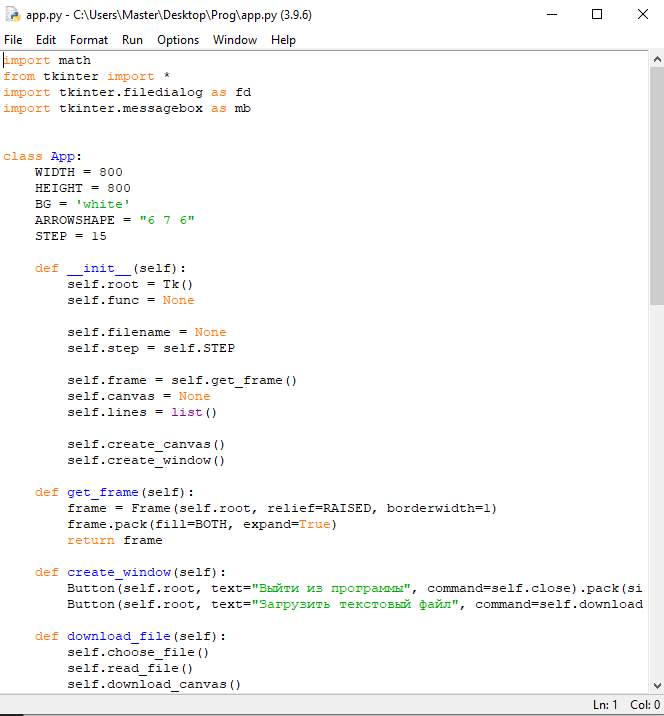 app.py - C:\Users\Master\Desktop\Prog\app.py (3.9.6)
File Edit Format Run Options Window Help
import math
from tkinter import *
import tkinter.filedialog as fd
import tkinter.messagebox as mb
class App:
    WIDTH = 800
    HEIGHT = 800
    BG = 'white'
    ARROWSHAPE = "6 7 6"
    STEP = 15
    def __init__(self):
        self.root = Tk()
        self.func = None
        self.filename = None
        self.step = self.STEP
        self.frame = self.get_frame()
        self.canvas = None
        self.lines = list()
        self.create_canvas()
        self.create_window()
    def get_frame(self):
        frame = Frame(self.root, relief=RAISED, borderwidth=1)
        frame.pack(fill=BOTH, expand=True)
        return frame
    def create_window(self):
        Button(self.root, text="Выйти из программы", command=self.close).pack(si
        Button(self.root, text="Загрузить текстовый файл", command=self.download
    def download_file(self):
        self.choose_file()
        self.read_file()
        self.download_canvas()
Ln: 1 Col: 0